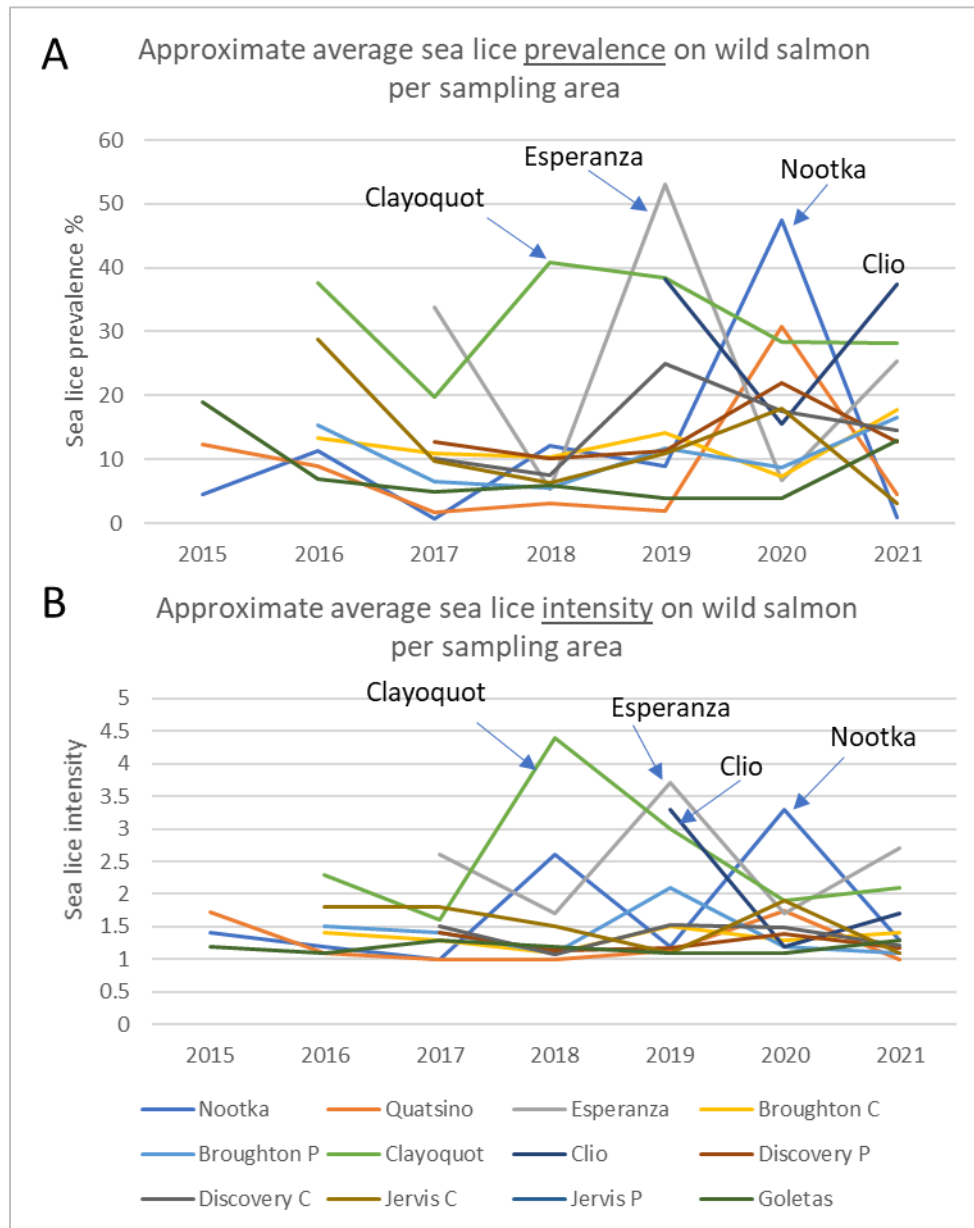 A
Approximate average sea lice prevalence on wild salmon
per sampling area
Sea lice prevalence %
60
50
40
30
20
10
0
Clayoquot
Esperanza
Nootka
Clio
2015 2016 2017 2018 2019 2020 2021
B
Approximate average sea lice intensity on wild salmon
per sampling area
Sea lice intensity
5
4.5
4
3.5
3
2.5
2
1.5
1
0.5
0
Clayoquot
Esperanza
Clio
Nootka
2015 2016 2017 2018 2019 2020 2021
Nootka Quatsino Esperanza Broughton C
Broughton P Clayoquot Clio Discovery P
Discovery C Jervis C Jervis P Goletas